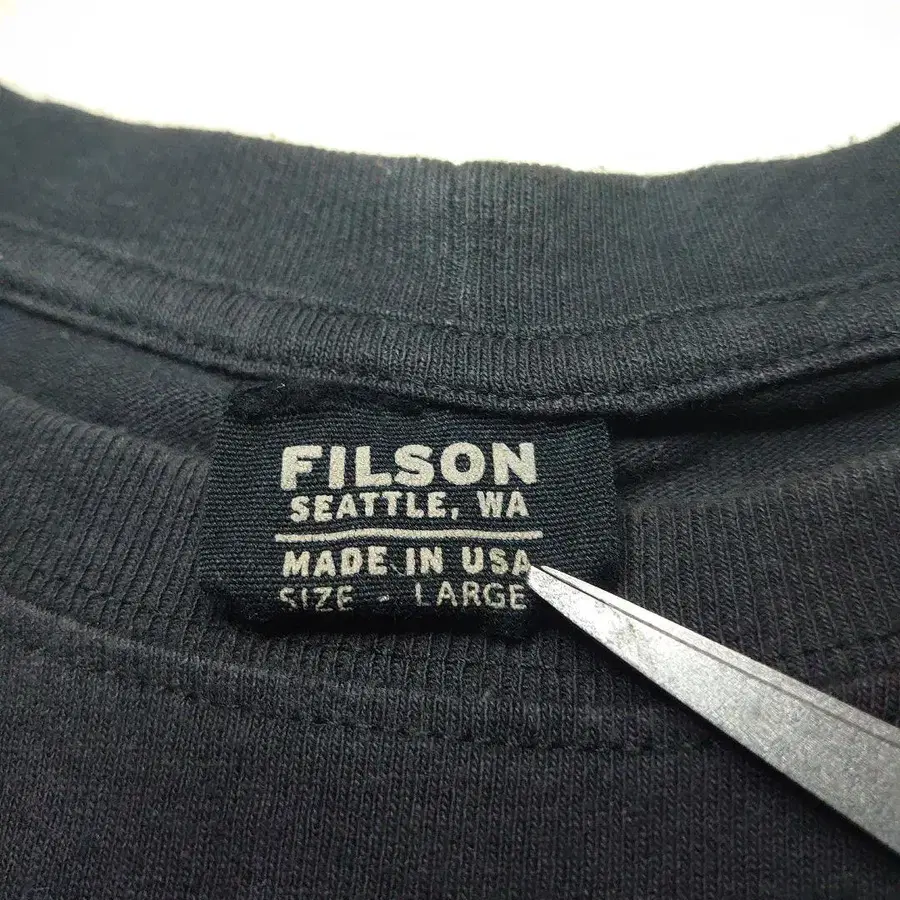 FILSON
SEATTLE, WA
MADE IN USA
SIZE - LARGE